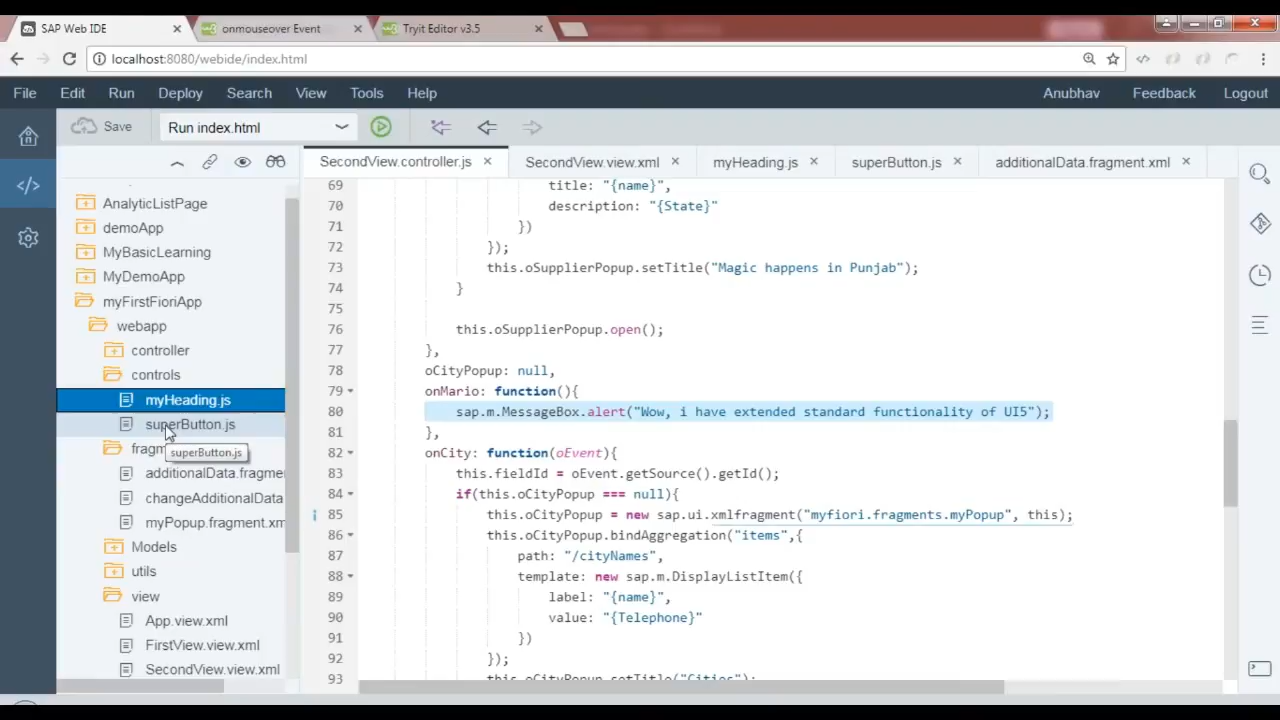 SAP Web IDE
onmouseover Event
Tryit Editor v3.5
localhost:8080/webide/index.html
File Edit Run Deploy Search View Tools Help Anubhav Feedback Logout
Save Run index.html
SecondView.controller.js SecondView.view.xml myHeading.js superButton.js additionalData.fragment.xml
AnalyticListPage
demoApp
MyBasicLearning
MyDemoApp
myFirstFioriApp
webapp
controller
controls
myHeading.js
superButton.js
fragm
superButton.js
additionalData.fragme
changeAdditionalData
myPopup.fragment.xm
Models
utils
view
App.view.xml
FirstView.view.xml
SecondView.view.xml
69 title: "{name}",
70 description: "{State}"
71 })
72 });
73 this.oSupplierPopup.setTitle("Magic happens in Punjab");
74 }
75
76 this.oSupplierPopup.open();
77 },
78 oCityPopup: null,
79 onMario: function(){
80 sap.m.MessageBox.alert("Wow, i have extended standard functionality of UI5");
81 },
82 onCity: function(oEvent){
83 this.fieldId = oEvent.getSource().getId();
84 if(this.oCityPopup === null){
85 this.oCityPopup = new sap.ui.xmlfragment("myfiori.fragments.myPopup", this);
86 this.oCityPopup.bindAggregation("items",{
87 path: "/cityNames",
88 template: new sap.m.DisplayListItem({
89 label: "{name}",
90 value: "{Telephone}"
91 })
92 });
93 this.oCityPopup.setTitle("Cities");